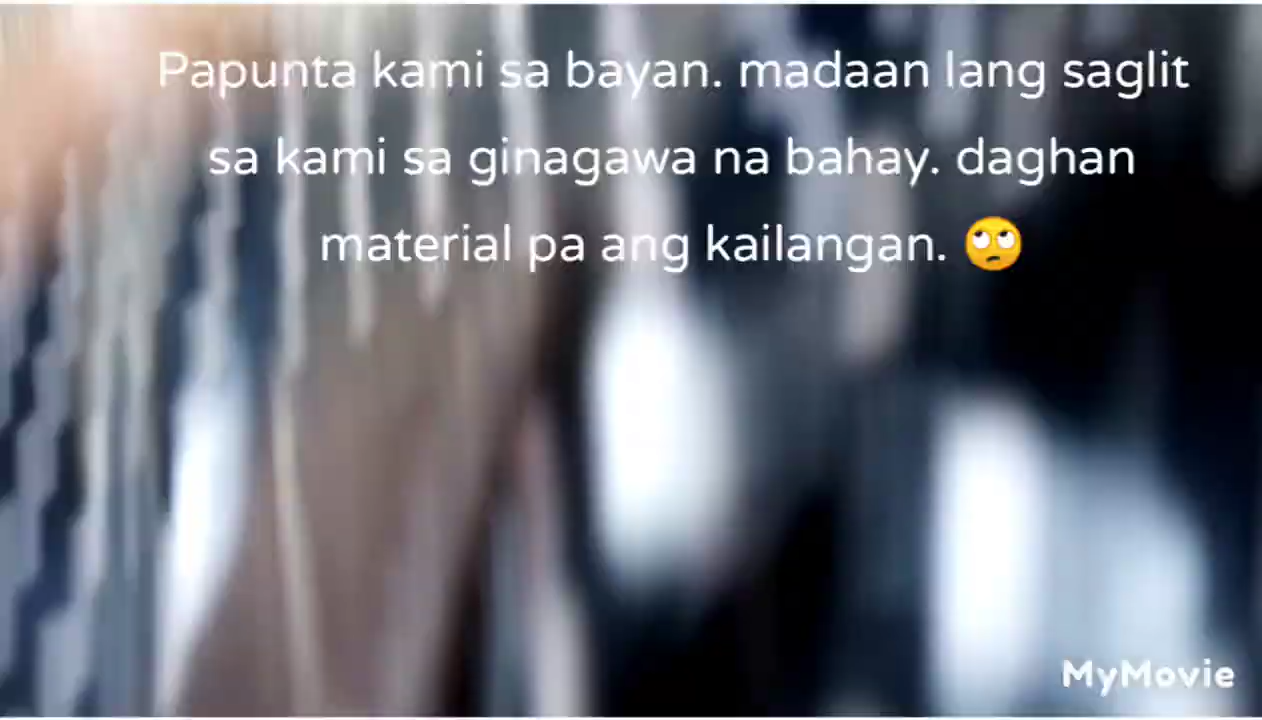 Papunta kami sa bayan. madaan lang saglit
sa kami sa ginagawa na bahay. daghan
material pa ang kailangan. 🙄
MyMovie